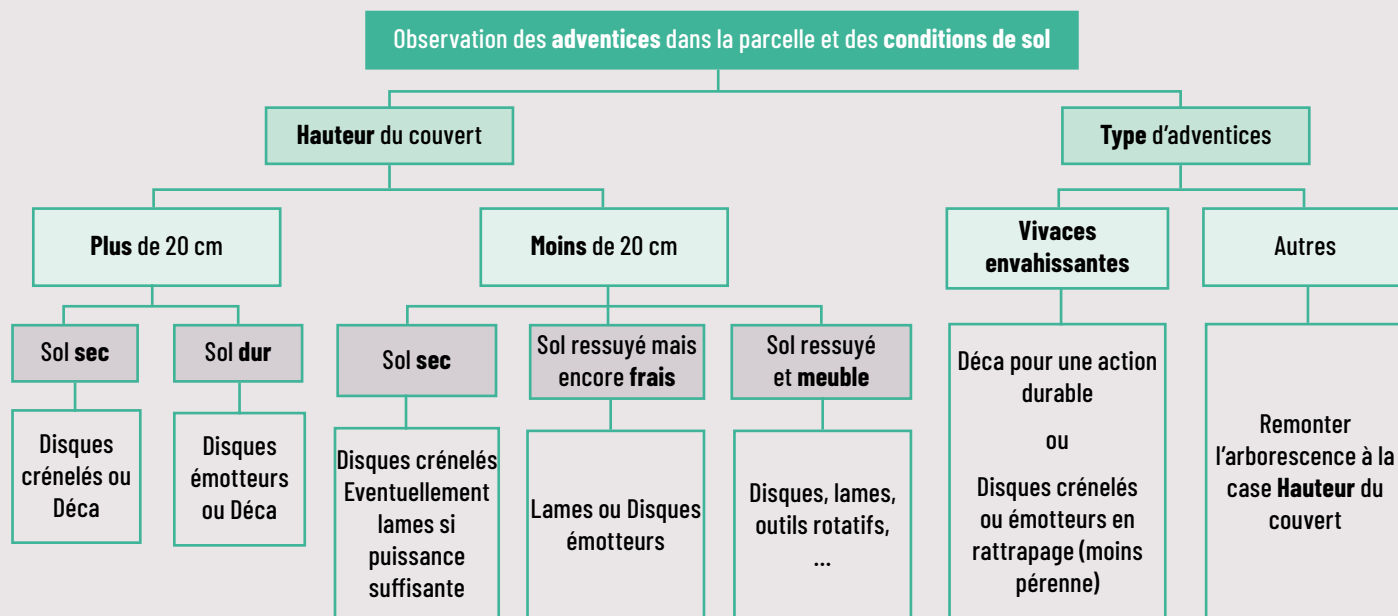 Observation des adventices dans la parcelle et des conditions de sol
Hauteur du couvert
Type d'adventices
Plus de 20 cm
Moins de 20 cm
Vivaces
envahissantes
Autres
Sol sec
Sol dur
Sol sec
Sol ressuyé mais
encore frais
Sol ressuyé
et meuble
Disques
crénelés ou
Déca
Disques
émotteurs
ou Déca
Disques crénelés
Eventuellement
lames si
puissance
suffisante
Lames ou Disques
émotteurs
Disques, lames,
outils rotatifs,
...
Déca pour une action
durable
ou
Disques crénelés
ou émotteurs en
rattrapage (moins
pérenne)
Remonter
l'arborescence à la
case Hauteur du
couvert